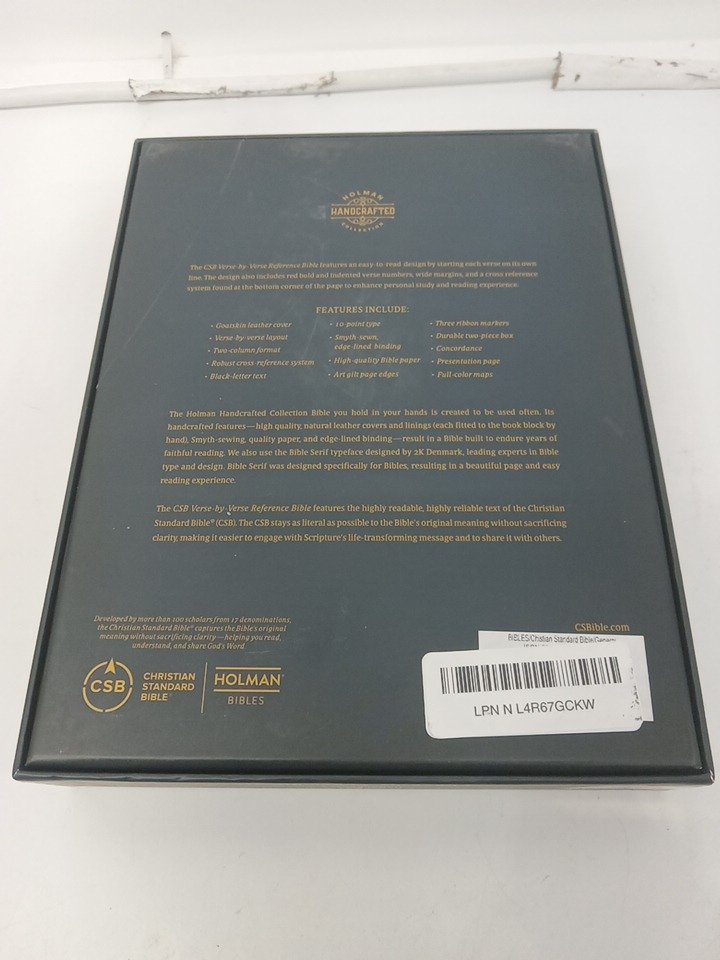 HOLMAN
HANDCRAFTED
COLLECTION
The CSB Verse-by-Verse Reference Bible features an easy-to-read design by starting each verse on its own
line. The design also includes red bold and indented verse numbers, wide margins, and a cross reference
system found at the bottom corner of the page to enhance personal study and reading experience.
FEATURES INCLUDE:
• Goatskin leather cover
• Verse-by-verse layout
• Two-column format
• Robust cross-reference system
• Black-letter text
• 10-point type
• Smyth-sewn,
edge-lined binding
• High-quality Bible paper
• Art gilt page edges
• Three ribbon markers
• Durable two-piece box
• Concordance
• Presentation page
• Full-color maps
The Holman Handcrafted Collection Bible you hold in your hands is created to be used often. Its
handcrafted features—high quality, natural leather covers and linings (each fitted to the book block by
hand), Smyth-sewing, quality paper, and edge-lined binding—result in a Bible built to endure years of
faithful reading. We also use the Bible Serif typeface designed by 2K Denmark, leading experts in Bible
type and design. Bible Serif was designed specifically for Bibles, resulting in a beautiful page and easy
reading experience.
The CSB Verse-by-Verse Reference Bible features the highly readable, highly reliable text of the Christian
Standard Bible® (CSB). The CSB stays as literal as possible to the Bible's original meaning without sacrificing
clarity, making it easier to engage with Scripture's life-transforming message and to share it with others.
Developed by more than 100 scholars from 17 denominations,
the Christian Standard Bible® captures the Bible's original
meaning without sacrificing clarity—helping you read,
understand, and share God's Word.
CSB
CHRISTIAN
STANDARD
BIBLE®
HOLMAN®
BIBLES
CSBible.com
BIBLES/Christian Standard Bible/General
LPN N L4R67GCKW